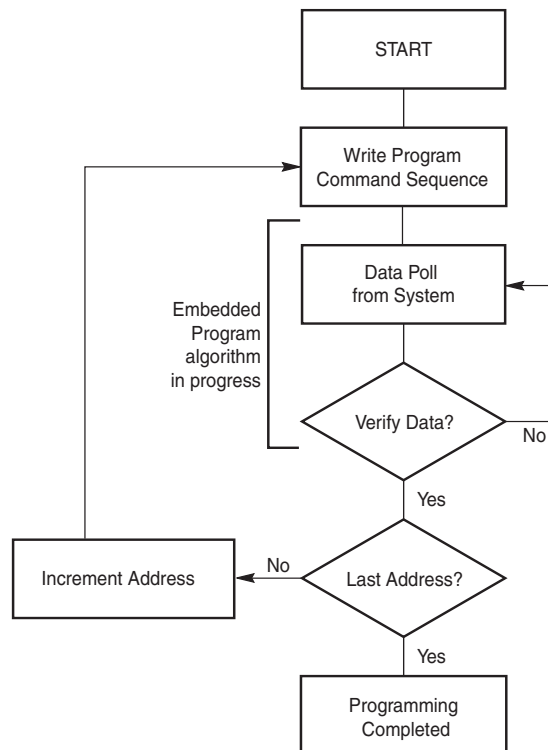 START
Write Program
Command Sequence
Data Poll
from System
Embedded
Program
algorithm
in progress
Verify Data?
No
Yes
Increment Address
No
Last Address?
Yes
Programming
Completed